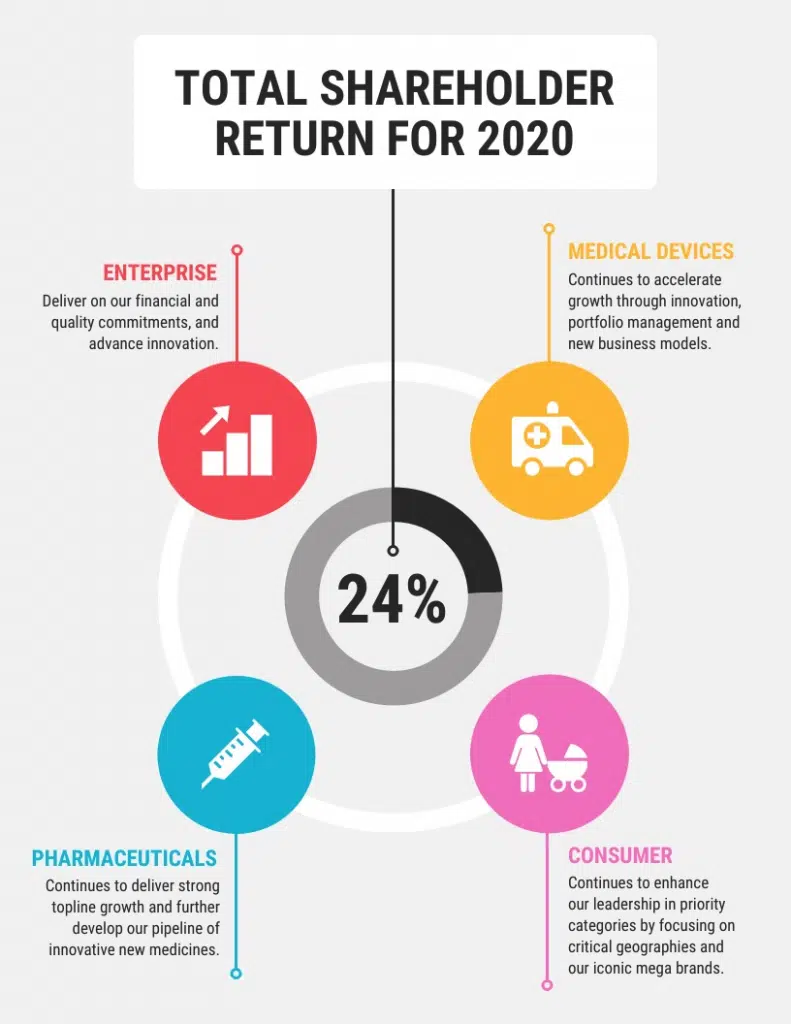 TOTAL SHAREHOLDER
RETURN FOR 2020
ENTERPRISE
Deliver on our financial and
quality commitments, and
advance innovation.
MEDICAL DEVICES
Continues to accelerate
growth through innovation,
portfolio management and
new business models.
24%
PHARMACEUTICALS
Continues to deliver strong
topline growth and further
develop our pipeline of
innovative new medicines.
CONSUMER
Continues to enhance
our leadership in priority
categories by focusing on
critical geographies and
our iconic mega brands.